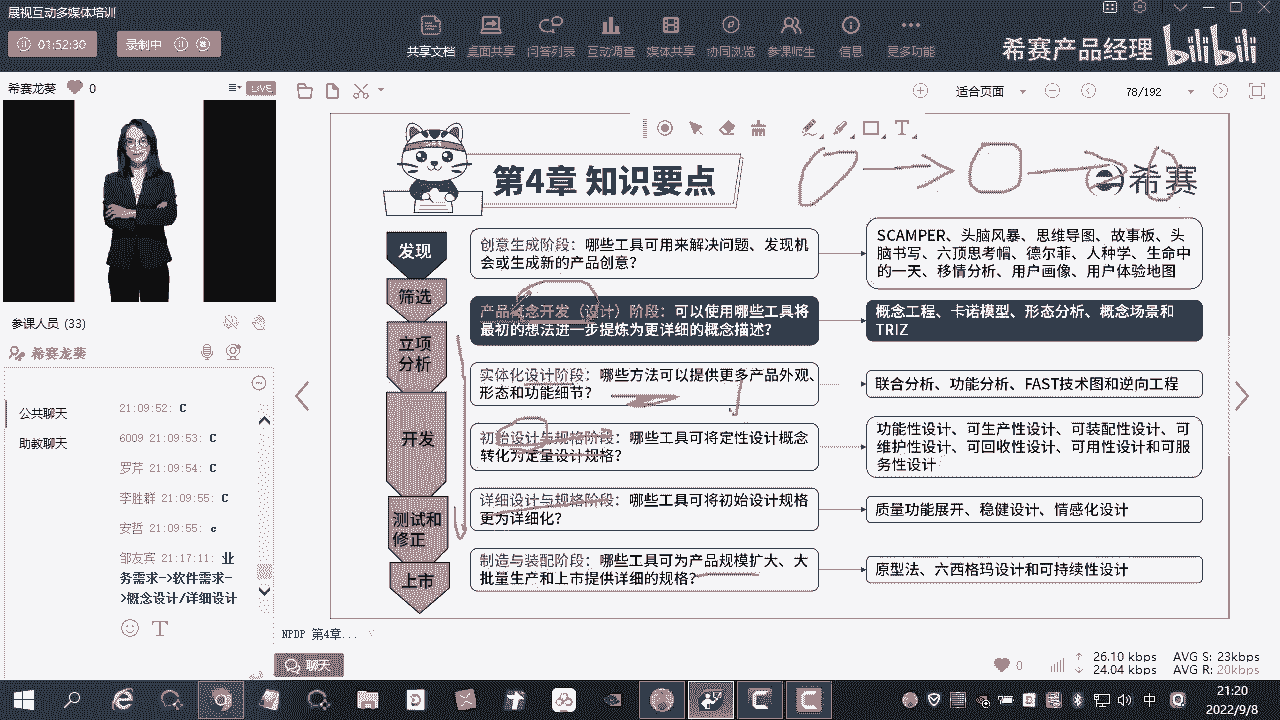 展视互动多媒体培训
01:52:30
录制中
共享文档
桌面共享
问答列表
互动调查
媒体共享
协同浏览
参课师生
信息
更多功能
希赛产品经理
bilibili
希赛龙葵
0
LIVE
适合页面
78/192
第4章 知识要点
希赛
发现
创意生成阶段：哪些工具可用来解决问题、发现机
会或生成新的产品创意？
SCAMPER、头脑风暴、思维导图、故事板、头
脑书写、六顶思考帽、德尔菲、人种学、生命中
的一天、移情分析、用户画像、用户体验地图
筛选
产品概念开发（设计）阶段：可以使用哪些工具将
最初的想法进一步提炼为更详细的概念描述？
概念工程、卡诺模型、形态分析、概念场景和
TRIZ
立项
分析
实体化设计阶段：哪些方法可以提供更多产品外观、
形态和功能细节？
联合分析、功能分析、FAST技术图和逆向工程
开发
初始设计与规格阶段：哪些工具可将定性设计概念
转化为定量设计规格？
功能性设计、可生产性设计、可装配性设计、可
维护性设计、可回收性设计、可用性设计和可服
务性设计
测试和
修正
详细设计与规格阶段：哪些工具可将初始设计规格
更为详细化？
质量功能展开、稳健设计、情感化设计
上市
制造与装配阶段：哪些工具可为产品规模扩大、大
批量生产和上市提供详细的规格？
原型法、六西格玛设计和可持续性设计
参课人员 (33)
希赛龙葵
公共聊天
助教聊天
21:09:52: C
6009 21:09:53: C
罗芹 21:09:54: C
李胜群 21:09:55: C
安哲 21:09:55: c
邹友宾 21:17:11: 业
务需求->软件需求-
>概念设计/详细设计
NPDP 第4章...
聊天
0
26.10 kbps
AVG S: 23kbps
24.04 kbps
AVG R: 20kbps
中
21:20
2022/9/8